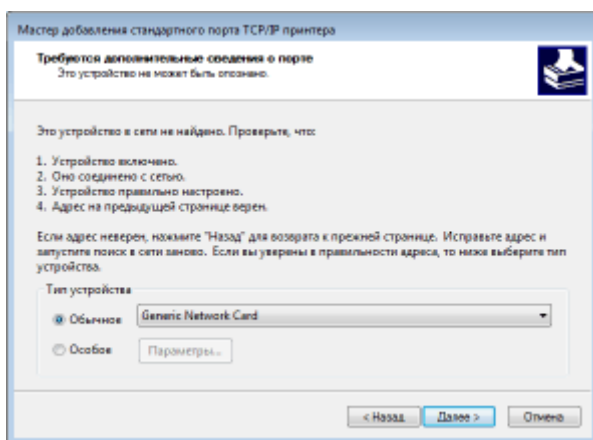 Мастер добавления стандартного порта TCP/IP принтера
Требуются дополнительные сведения о порте
Это устройство не может быть опознано.
Это устройство в сети не найдено. Проверьте, что:
1. Устройство включено.
2. Оно соединено с сетью.
3. Устройство правильно настроено.
4. Адрес на предыдущей странице верен.
Если адрес неверен, нажмите "Назад" для возврата к прежней странице. Исправьте адрес и
запустите поиск в сети заново. Если вы уверены в правильности адреса, то ниже выберите тип
устройства.
Тип устройства
Обычное
Generic Network Card
Особое
Параметры...
< Назад
Далее >
Отмена